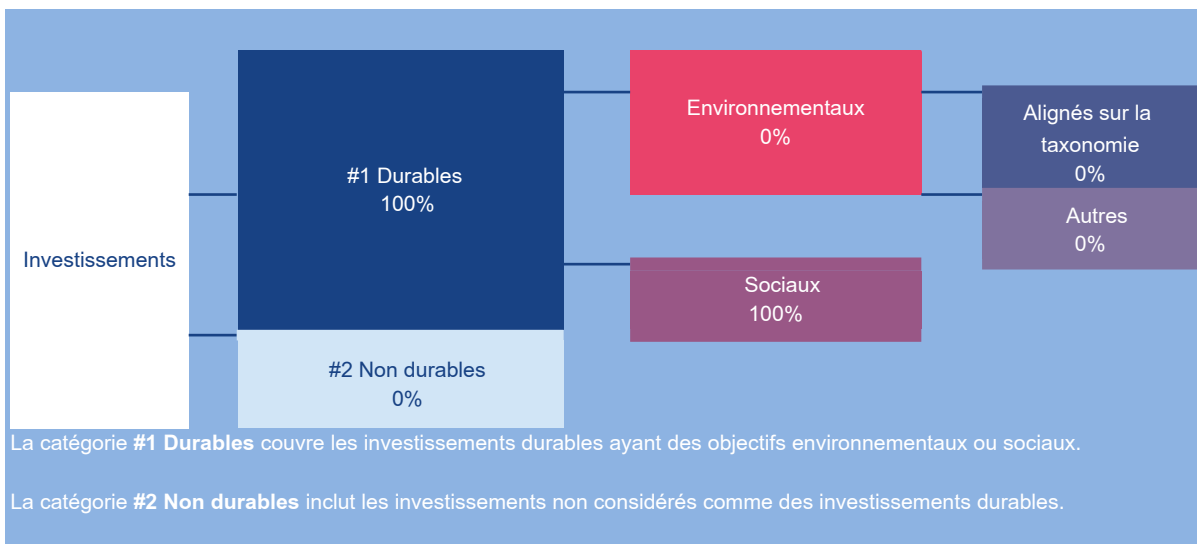 Investissements
#1 Durables
100%
#2 Non durables
0%
Environnementaux
0%
Sociaux
100%
Alignés sur la
taxonomie
0%
Autres
0%
La catégorie #1 Durables couvre les investissements durables ayant des objectifs environnementaux ou sociaux.
La catégorie #2 Non durables inclut les investissements non considérés comme des investissements durables.